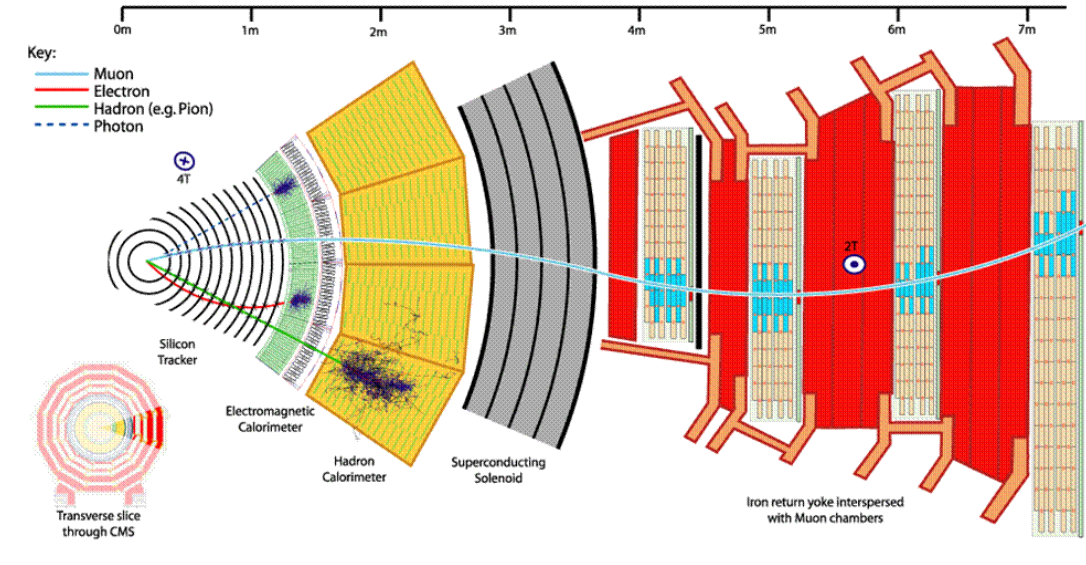 0m 1m 2m 3m 4m 5m 6m 7m
Key:
Muon
Electron
Hadron (e.g. Pion)
Photon
4T
2T
Silicon
Tracker
Electromagnetic
Calorimeter
Hadron
Calorimeter
Superconducting
Solenoid
Iron return yoke interspersed
with Muon chambers
Transverse slice
through CMS